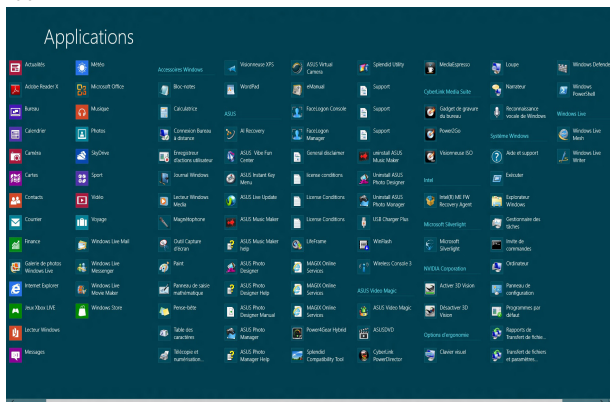 Applications
Actualités
Adobe Reader X
Bureau
Calendrier
Caméra
Cartes
Contacts
Courrier
Finance
Galerie de photos
Windows Live
Internet Explorer
Jeux Xbox LIVE
Lecteur Windows
Messages
Météo
Microsoft Office
Musique
Photos
SkyDrive
Sport
Vidéo
Voyage
Windows Live Mail
Windows Live
Messenger
Windows Live
Movie Maker
Windows Store
Accessoires Windows
Bloc-notes
Calculatrice
Connexion Bureau
à distance
Enregistreur
d'actions utilisateur
Journal Windows
Lecteur Windows
Media
Magnétophone
Outil Capture
d'écran
Paint
Panneau de saisie
mathématique
Pense-bête
Table des
caractères
Télécopie et
numérisation...
Visionneuse XPS
WordPad
ASUS
AI Recovery
ASUS Vibe Fun
Center
ASUS Instant Key
Menu
ASUS Live Update
ASUS Music Maker
ASUS Music Maker
help
ASUS Photo
Designer
ASUS Photo
Designer Help
ASUS Photo
Designer Manual
ASUS Photo
Manager
ASUS Photo
Manager Help
ASUS Virtual
Camera
eManual
FaceLogon Console
FaceLogon
Manager
General disclaimer
license Conditions
License Conditions
License Conditions
LifeFrame
MAGIX Online
Services
MAGIX Online
Services
MAGIX Online
Services
Power4Gear Hybrid
Splendid
Compatibility Tool
Splendid Utility
Support
Support
Support
uninstall ASUS
Music Maker
Uninstall ASUS
Photo Designer
Uninstall ASUS
Photo Manager
USB Charger Plus
WinFlash
Wireless Console 3
ASUS Video Magic
ASUS Video Magic
ASUSDVD
CyberLink
PowerDirector
MediaEspresso
CyberLink Media Suite
Gadget de gravure
du bureau
Power2Go
Visionneuse ISO
Intel
Intel(R) ME FW
Recovery Agent
Microsoft Silverlight
Microsoft
Silverlight
NVIDIA Corporation
Activer 3D Vision
Désactiver 3D
Vision
Options d'ergonomie
Clavier visuel
Loupe
Narrateur
Reconnaissance
vocale de Windows
Système Windows
Aide et support
Exécuter
Explorateur
Windows
Gestionnaire des
tâches
Invite de
commandes
Ordinateur
Panneau de
configuration
Programmes par
défaut
Rapports de
Transfert de fichie...
Transfert de fichiers
et paramètres...
Windows Defender
Windows
PowerShell
Windows Live
Windows Live
Mesh
Windows Live
Writer